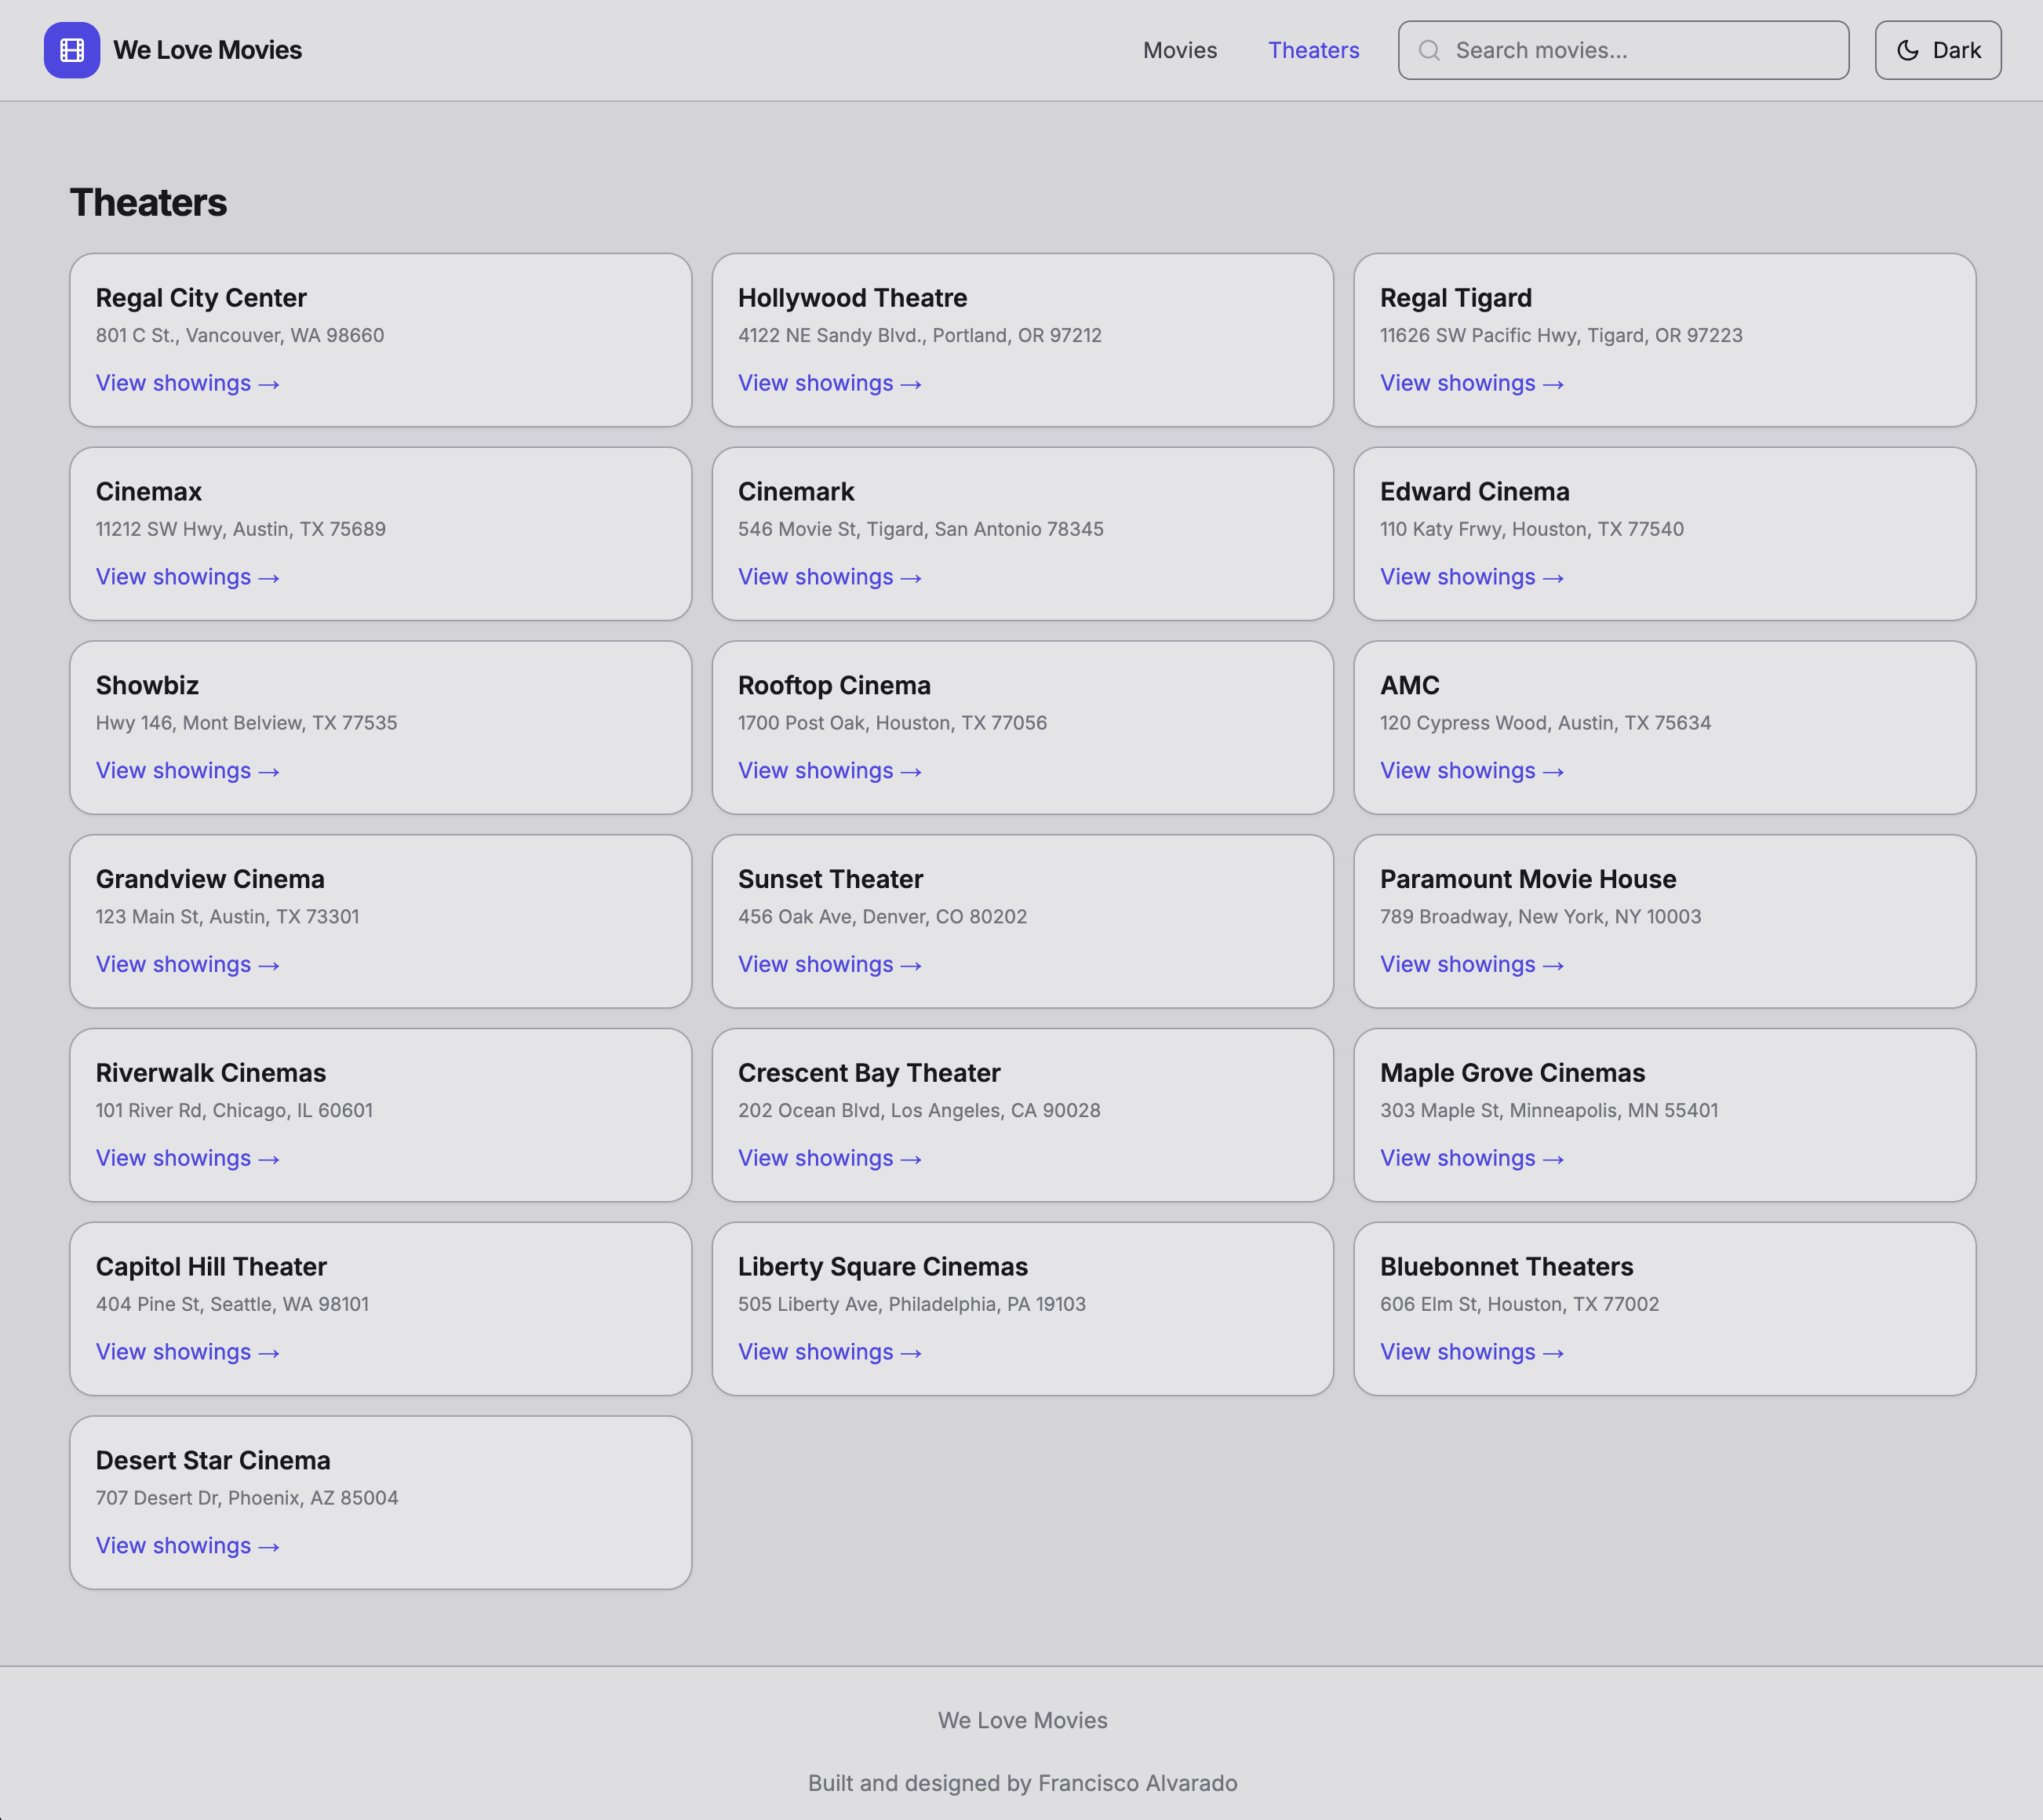 We Love Movies
Movies
Theaters
Search movies...
Dark
Theaters
Regal City Center
801 C St., Vancouver, WA 98660
View showings →
Hollywood Theatre
4122 NE Sandy Blvd., Portland, OR 97212
View showings →
Regal Tigard
11626 SW Pacific Hwy, Tigard, OR 97223
View showings →
Cinemax
11212 SW Hwy, Austin, TX 75689
View showings →
Cinemark
546 Movie St, Tigard, San Antonio 78345
View showings →
Edward Cinema
110 Katy Frwy, Houston, TX 77540
View showings →
Showbiz
Hwy 146, Mont Belview, TX 77535
View showings →
Rooftop Cinema
1700 Post Oak, Houston, TX 77056
View showings →
AMC
120 Cypress Wood, Austin, TX 75634
View showings →
Grandview Cinema
123 Main St, Austin, TX 73301
View showings →
Sunset Theater
456 Oak Ave, Denver, CO 80202
View showings →
Paramount Movie House
789 Broadway, New York, NY 10003
View showings →
Riverwalk Cinemas
101 River Rd, Chicago, IL 60601
View showings →
Crescent Bay Theater
202 Ocean Blvd, Los Angeles, CA 90028
View showings →
Maple Grove Cinemas
303 Maple St, Minneapolis, MN 55401
View showings →
Capitol Hill Theater
404 Pine St, Seattle, WA 98101
View showings →
Liberty Square Cinemas
505 Liberty Ave, Philadelphia, PA 19103
View showings →
Bluebonnet Theaters
606 Elm St, Houston, TX 77002
View showings →
Desert Star Cinema
707 Desert Dr, Phoenix, AZ 85004
View showings →
We Love Movies
Built and designed by Francisco Alvarado